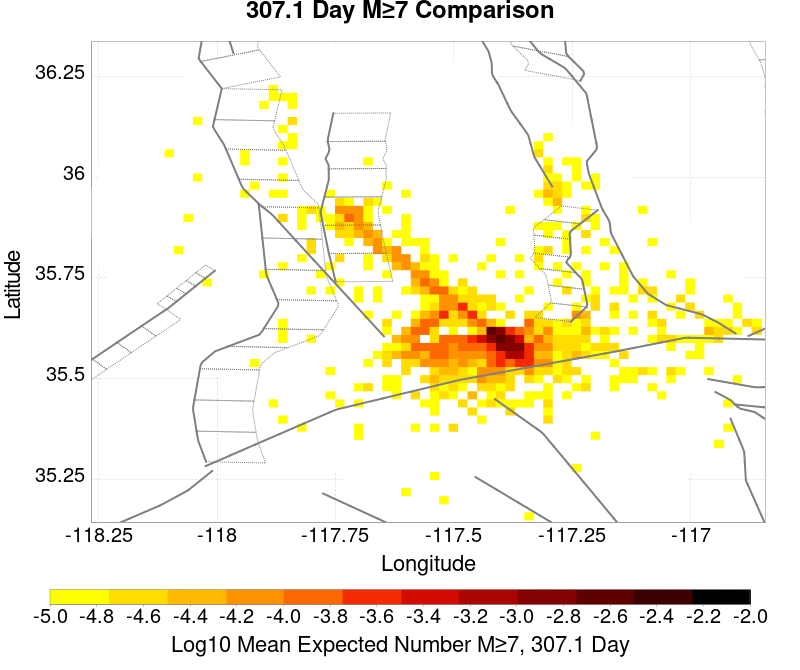 307.1 Day M≥7 Comparison
36.25
36
35.75
35.5
35.25
Latitude
-118.25 -118 -117.75 -117.5 -117.25 -117
Longitude
-5.0 -4.8 -4.6 -4.4 -4.2 -4.0 -3.8 -3.6 -3.4 -3.2 -3.0 -2.8 -2.6 -2.4 -2.2 -2.0
Log10 Mean Expected Number M≥7, 307.1 Day